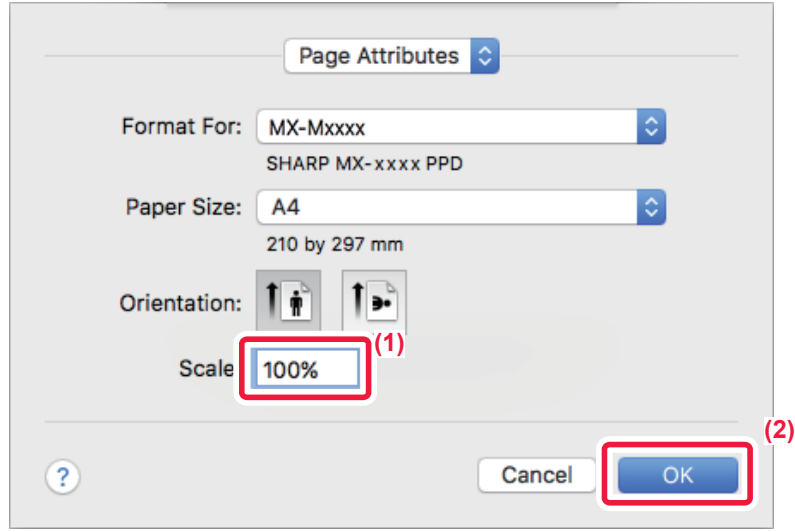 Page Attributes
Format For: MX-Mxxxx
SHARP MX-xxxx PPD
Paper Size: A4
210 by 297 mm
Orientation:
(1)
Scale 100%
(2)
? Cancel OK